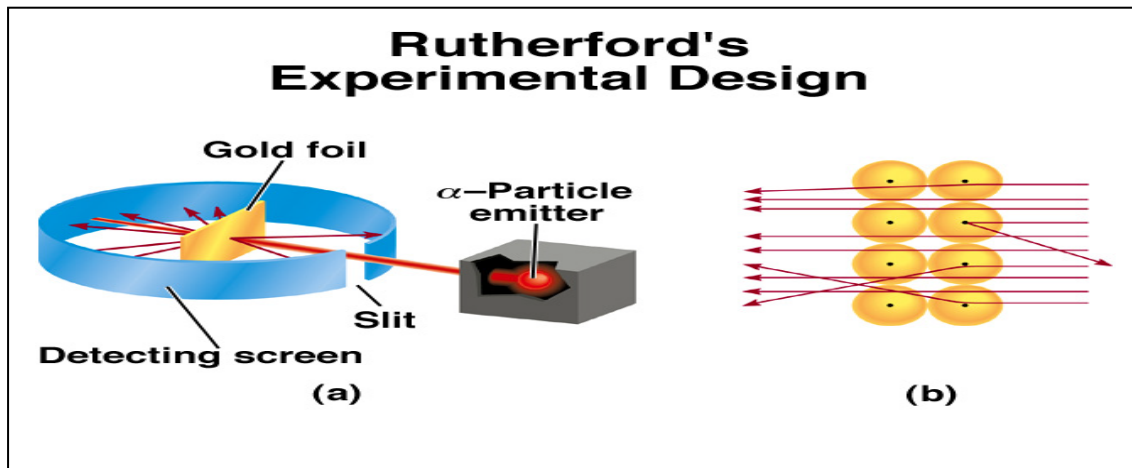 Rutherford's
Experimental Design
Gold foil
α–Particle
emitter
Slit
Detecting screen
(a)
(b)